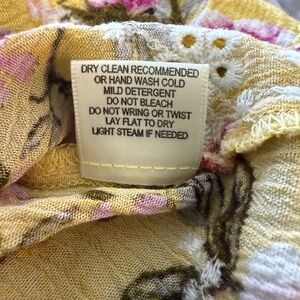 DRY CLEAN RECOMMENDED
OR HAND WASH COLD
MILD DETERGENT
DO NOT BLEACH
DO NOT WRING OR TWIST
LAY FLAT TO DRY
LIGHT STEAM IF NEEDED